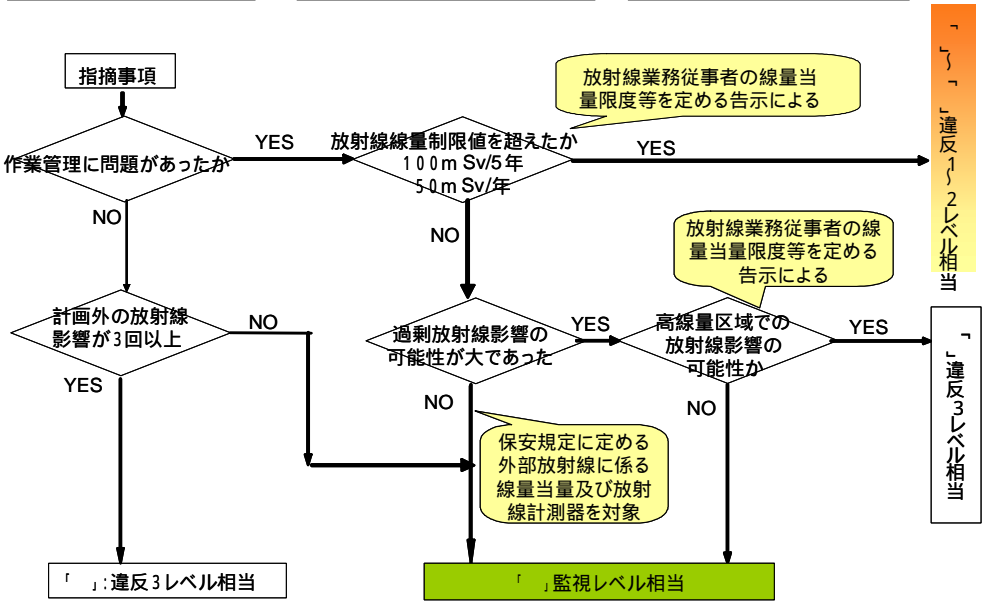 指摘事項
放射線業務従事者の線量当
量限度等を定める告示による
作業管理に問題があったか
YES
放射線線量制限値を超えたか
100mSv/5年
50mSv/年
YES
「　」～「　」違反1～2レベル相当
NO
NO
放射線業務従事者の線
量当量限度等を定める
告示による
計画外の放射線
影響が3回以上
NO
過剰放射線影響の
可能性が大であった
YES
高線量区域での
放射線影響の
可能性か
YES
「　」違反3レベル相当
YES
NO
NO
保安規定に定める
外部放射線に係る
線量当量及び放射
線計測器を対象
「　」:違反3レベル相当
「　」監視レベル相当